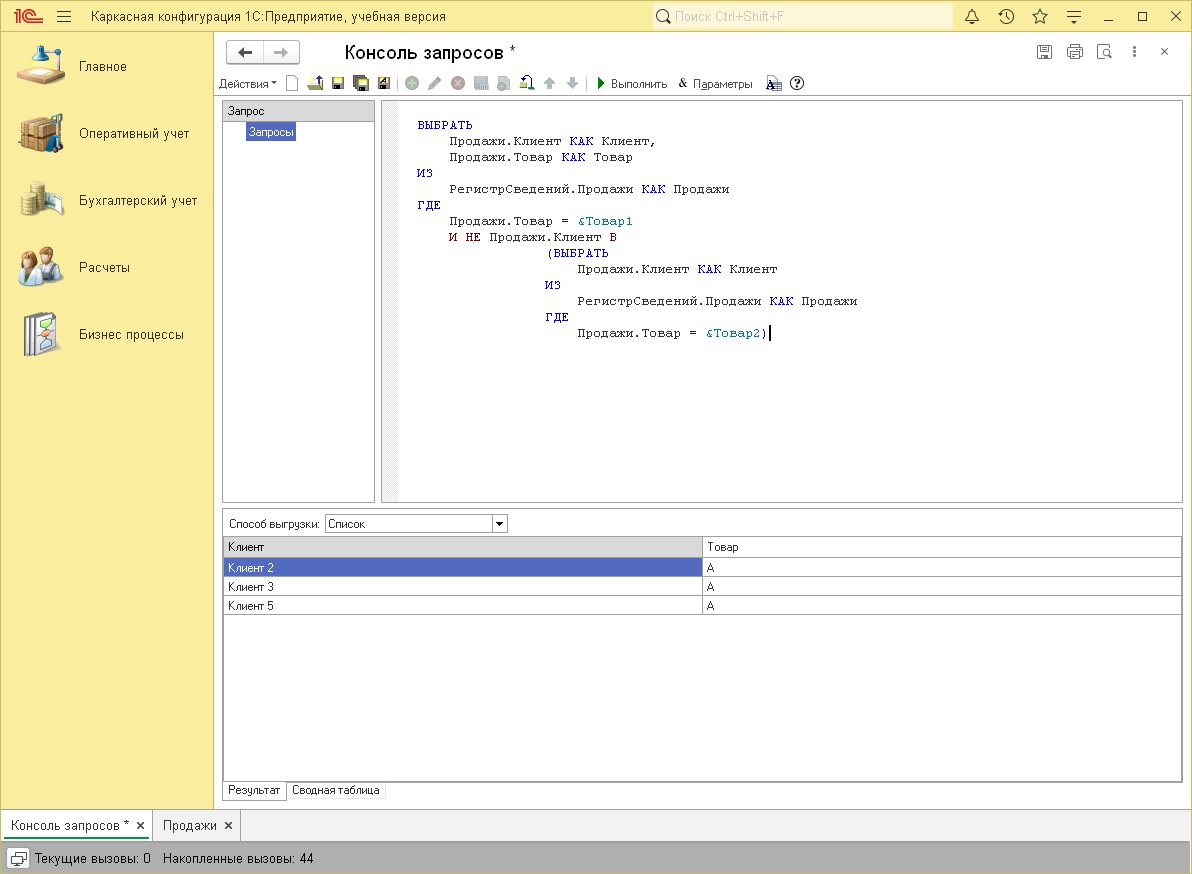 1С Каркасная конфигурация 1С:Предприятие, учебная версия Поиск Ctrl+Shift+F
Главное
Оперативный учет
Бухгалтерский учет
Расчеты
Бизнес процессы
Консоль запросов *
Действия Выполнить & Параметры
Запрос
Запросы
ВЫБРАТЬ
Продажи.Клиент КАК Клиент,
Продажи.Товар КАК Товар
ИЗ
РегистрСведений.Продажи КАК Продажи
ГДЕ
Продажи.Товар = &Товар1
И НЕ Продажи.Клиент В
(ВЫБРАТЬ
Продажи.Клиент КАК Клиент
ИЗ
РегистрСведений.Продажи КАК Продажи
ГДЕ
Продажи.Товар = &Товар2)
Способ выгрузки: Список
Клиент Товар
Клиент 2 А
Клиент 3 А
Клиент 5 А
Результат Сводная таблица
Консоль запросов * Продажи
Текущие вызовы: 0 Накопленные вызовы: 44